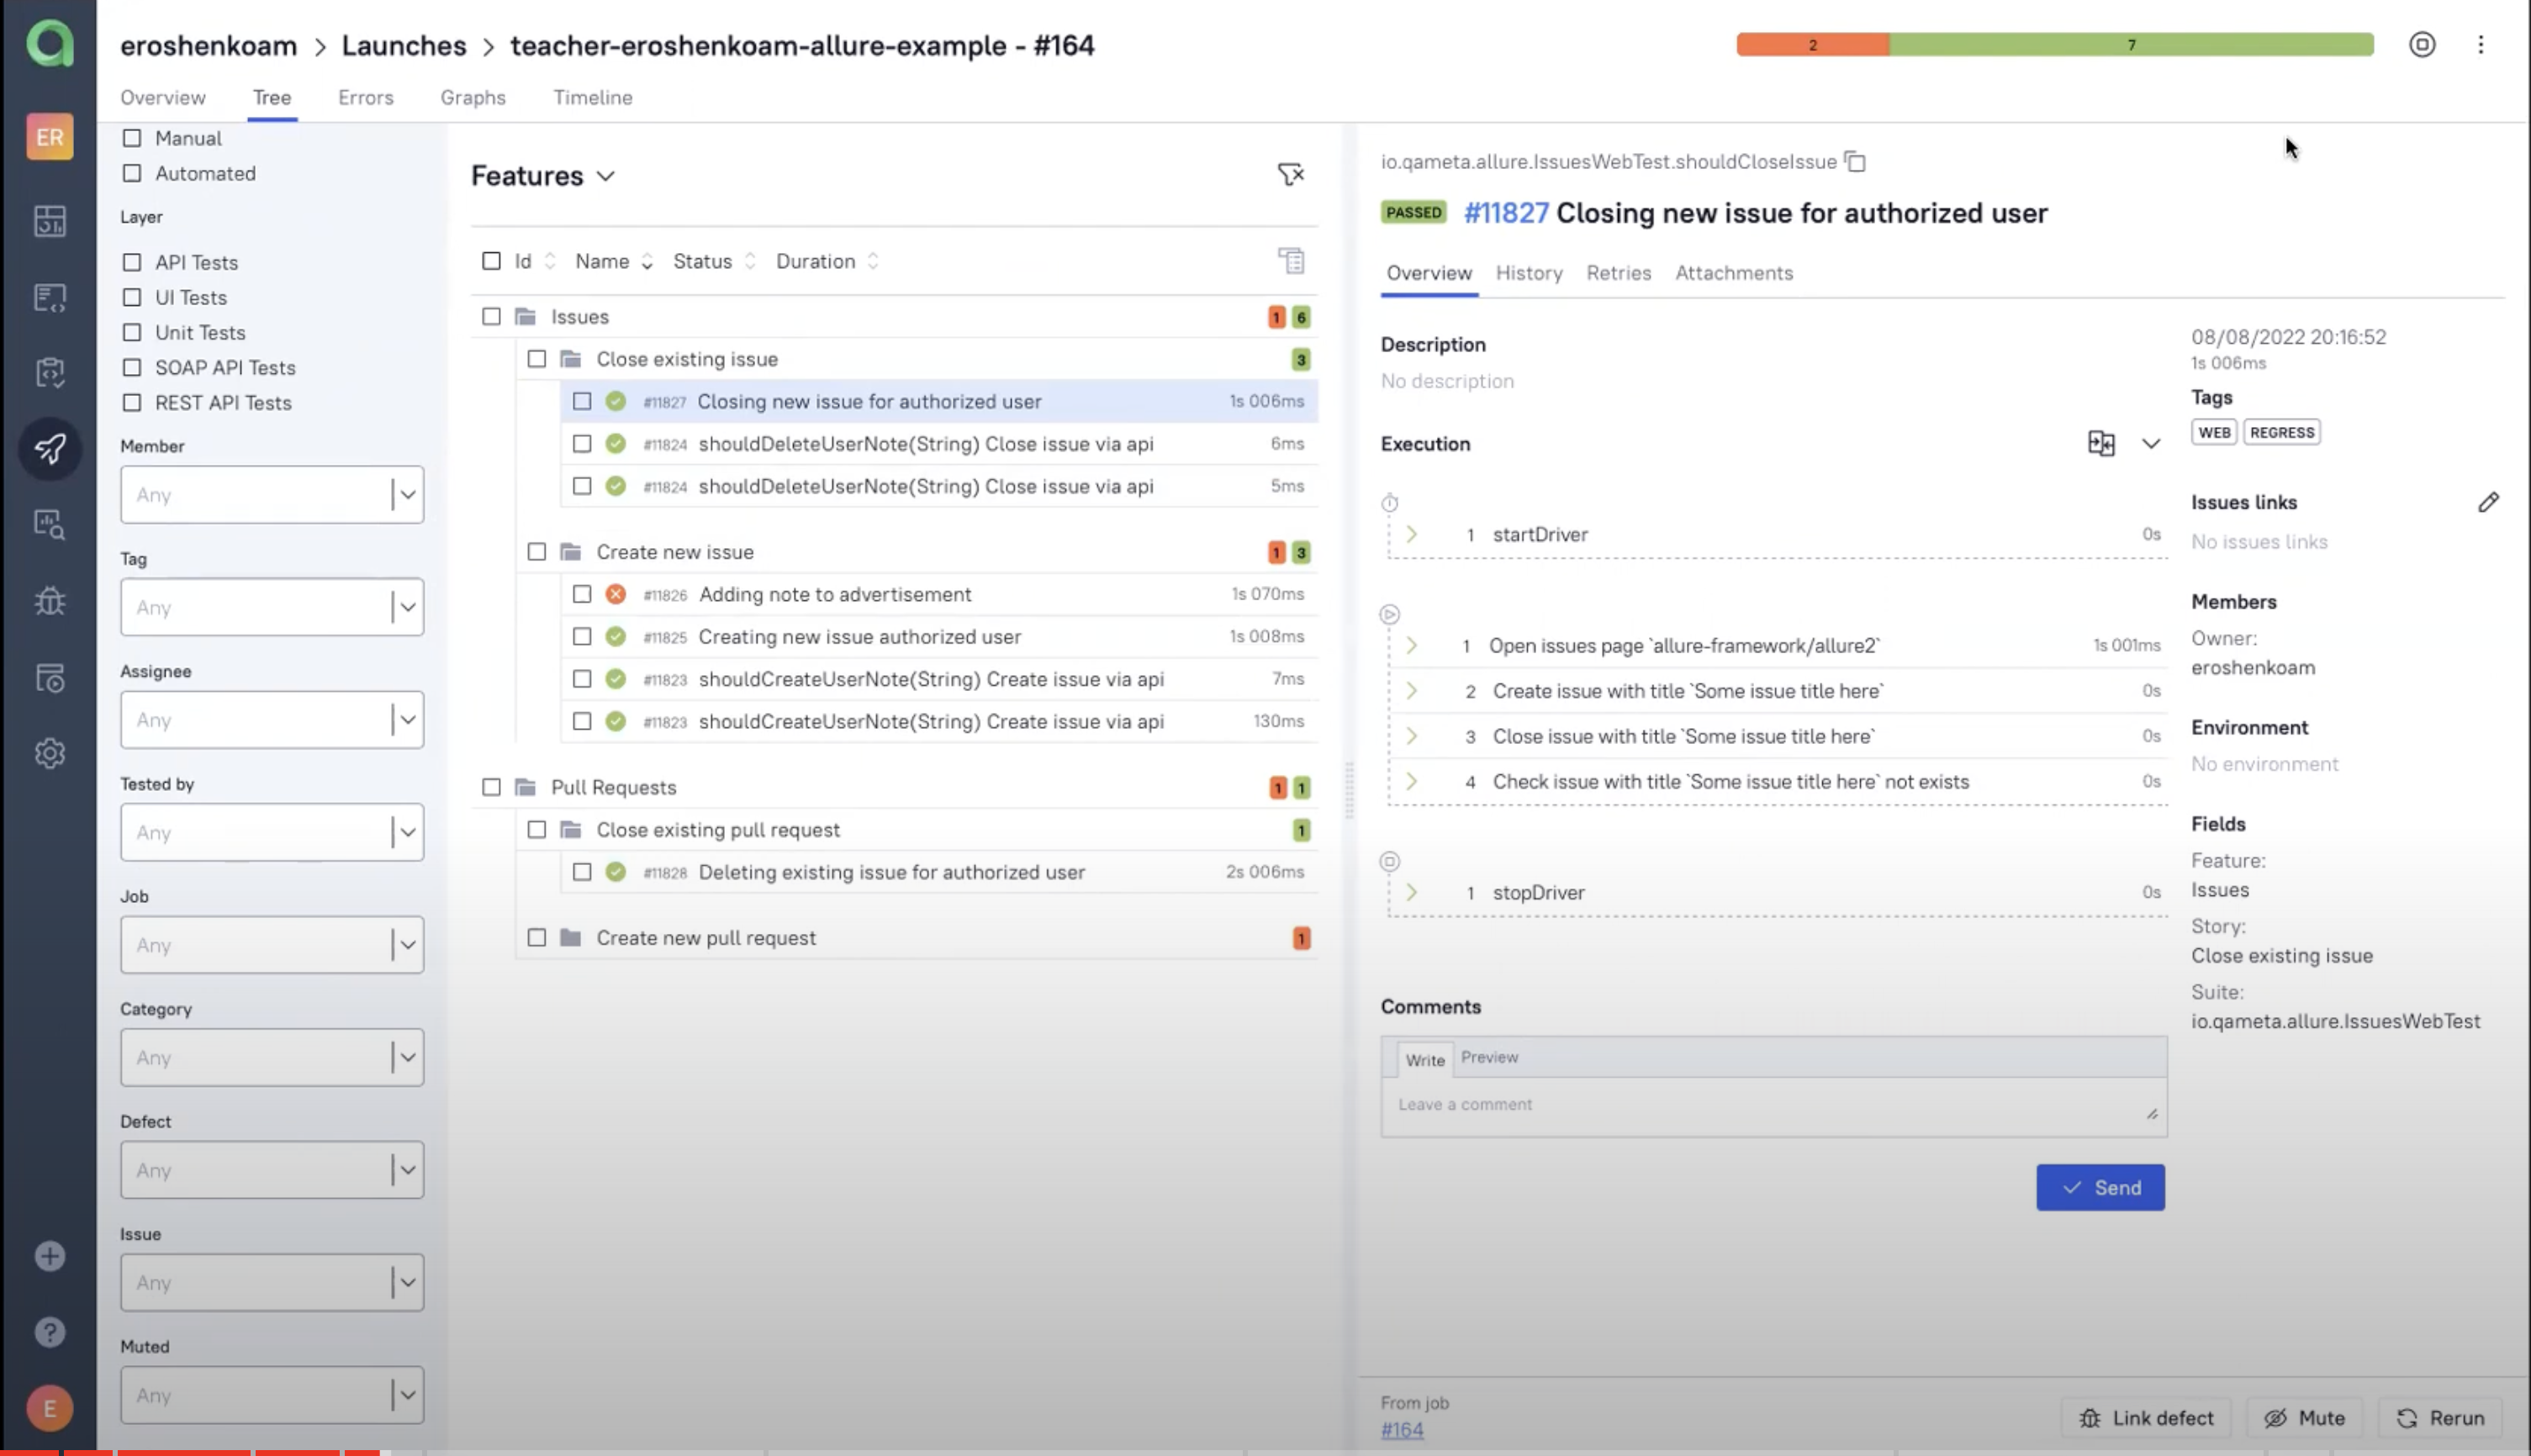 eroshenkoam > Launches > teacher-eroshenkoam-allure-example - #164
2
7
Overview Tree Errors Graphs Timeline
ER
31
Manual
Automated
Layer
API Tests
UI Tests
Unit Tests
SOAP API Tests
REST API Tests
Member
Any
Tag
Any
Assignee
Any
Tested by
Any
Job
Any
Category
Any
Defect
Any
Issue
Any
Muted
Any
E
Features
Id Name Status Duration
Issues 1 6
Close existing issue 3
#11827 Closing new issue for authorized user 1s 006ms
#11824 shouldDeleteUserNote(String) Close issue via api 6ms
#11824 shouldDeleteUserNote(String) Close issue via api 5ms
Create new issue 1 3
#11826 Adding note to advertisement 1s 070ms
#11825 Creating new issue authorized user 1s 008ms
#11823 shouldCreateUserNote(String) Create issue via api 7ms
#11823 shouldCreateUserNote(String) Create issue via api 130ms
Pull Requests 1 1
Close existing pull request 1
#11828 Deleting existing issue for authorized user 2s 006ms
Create new pull request 1
io.qameta.allure.IssuesWebTest.shouldCloseIssue
PASSED #11827 Closing new issue for authorized user
Overview History Retries Attachments
Description
No description
Execution
1 startDriver 0s
1 Open issues page `allure-framework/allure2` 1s 001ms
2 Create issue with title `Some issue title here` 0s
3 Close issue with title `Some issue title here` 0s
4 Check issue with title `Some issue title here` not exists 0s
1 stopDriver 0s
Comments
Write Preview
Leave a comment
Send
08/08/2022 20:16:52
1s 006ms
Tags
WEB REGRESS
Issues links
No issues links
Members
Owner:
eroshenkoam
Environment
No environment
Fields
Feature:
Issues
Story:
Close existing issue
Suite:
io.qameta.allure.IssuesWebTest
From job
#164
Link defect Mute Rerun